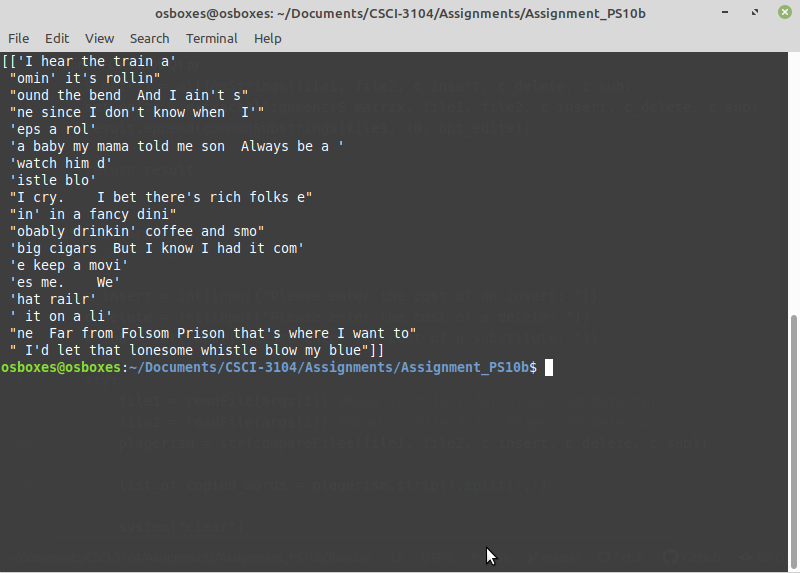 osboxes@osboxes: ~/Documents/CSCI-3104/Assignments/Assignment_PS10b
File Edit View Search Terminal Help
[['I hear the train a'
"omin' it's rollin"
"ound the bend  And I ain't s"
"ne since I don't know when  I'"
'eps a rol'
'a baby my mama told me son  Always be a '
'watch him d'
'istle blo'
"I cry.    I bet there's rich folks e"
"in' in a fancy dini"
"obably drinkin' coffee and smo"
'big cigars  But I know I had it com'
'e keep a movi'
'es me.    We'
'hat railr'
' it on a li'
"ne  Far from Folsom Prison that's where I want to"
" I'd let that lonesome whistle blow my blue"]]
osboxes@osboxes:~/Documents/CSCI-3104/Assignments/Assignment_PS10b$